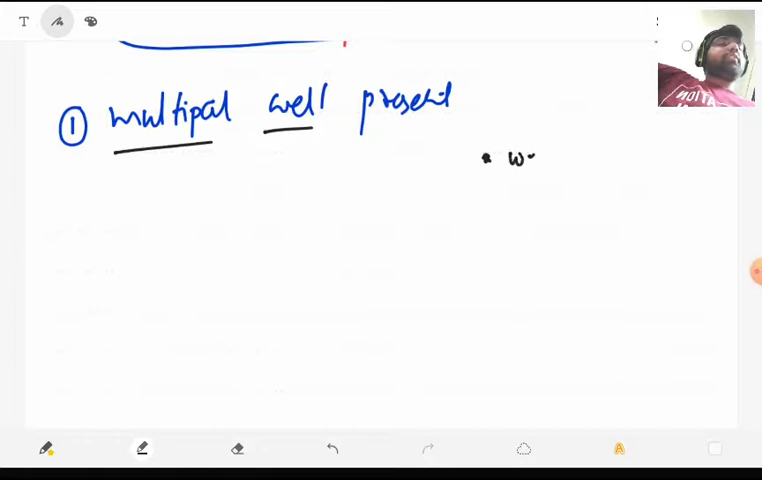 ① multipal well present
• w